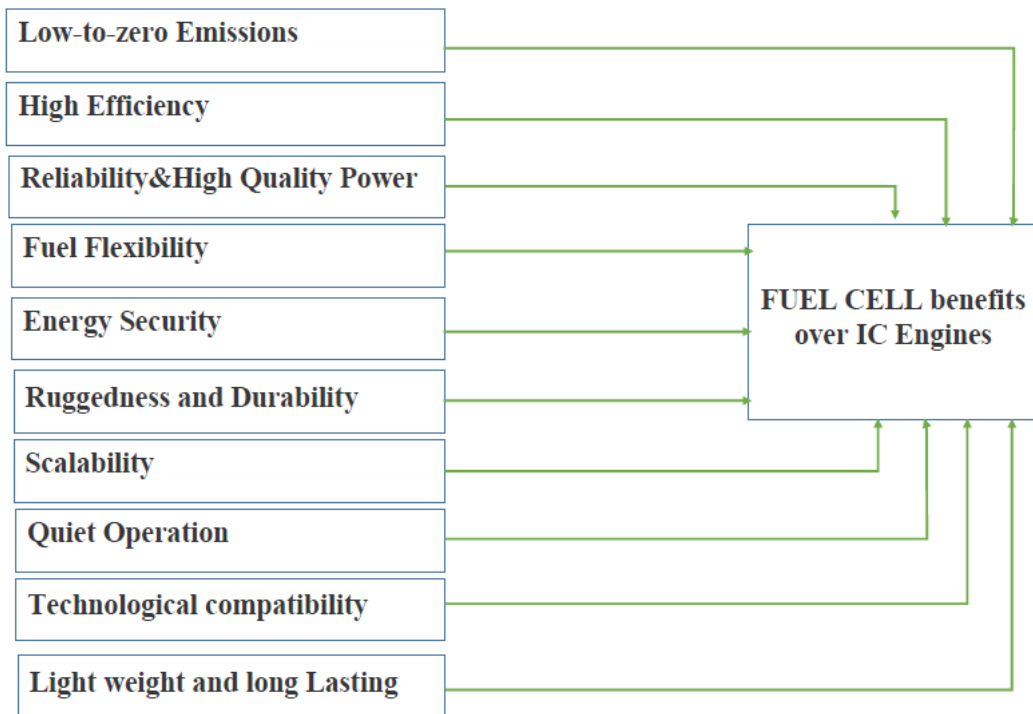 Low-to-zero Emissions
High Efficiency
Reliability&High Quality Power
Fuel Flexibility
Energy Security
Ruggedness and Durability
Scalability
Quiet Operation
Technological compatibility
Light weight and long Lasting
FUEL CELL benefits
over IC Engines